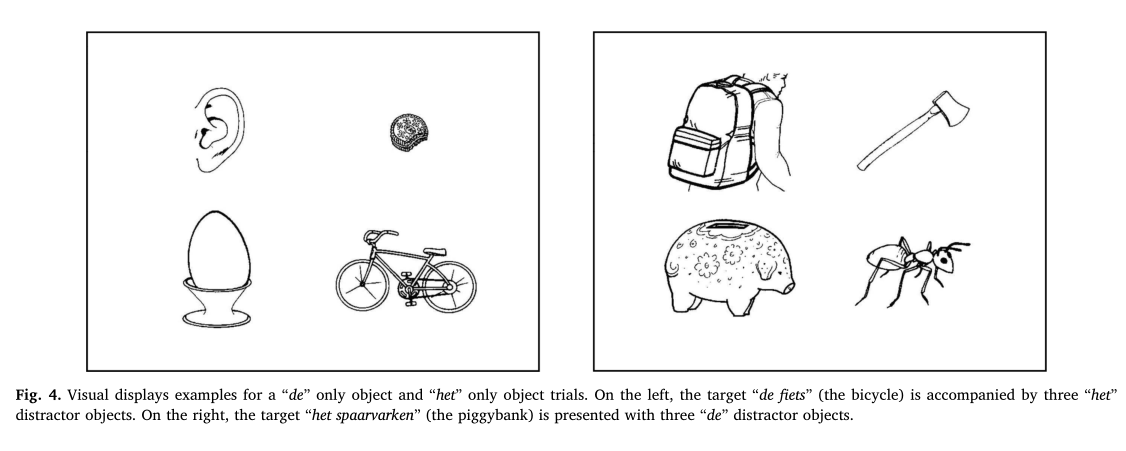 Fig. 4. Visual displays examples for a “de” only object and “het” only object trials. On the left, the target “de fiets” (the bicycle) is accompanied by three “het”
distractor objects. On the right, the target “het spaarvarken” (the piggybank) is presented with three “de” distractor objects.